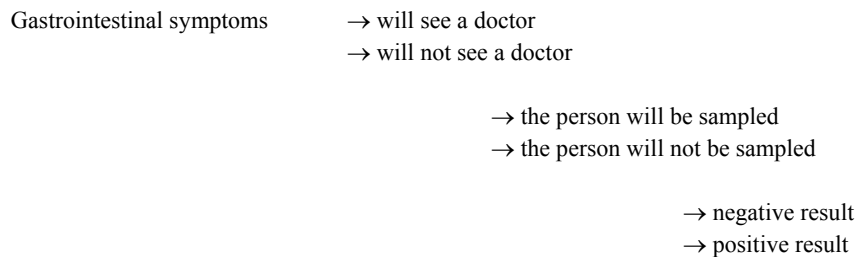 Gastrointestinal symptoms → will see a doctor
→ will not see a doctor
→ the person will be sampled
→ the person will not be sampled
→ negative result
→ positive result